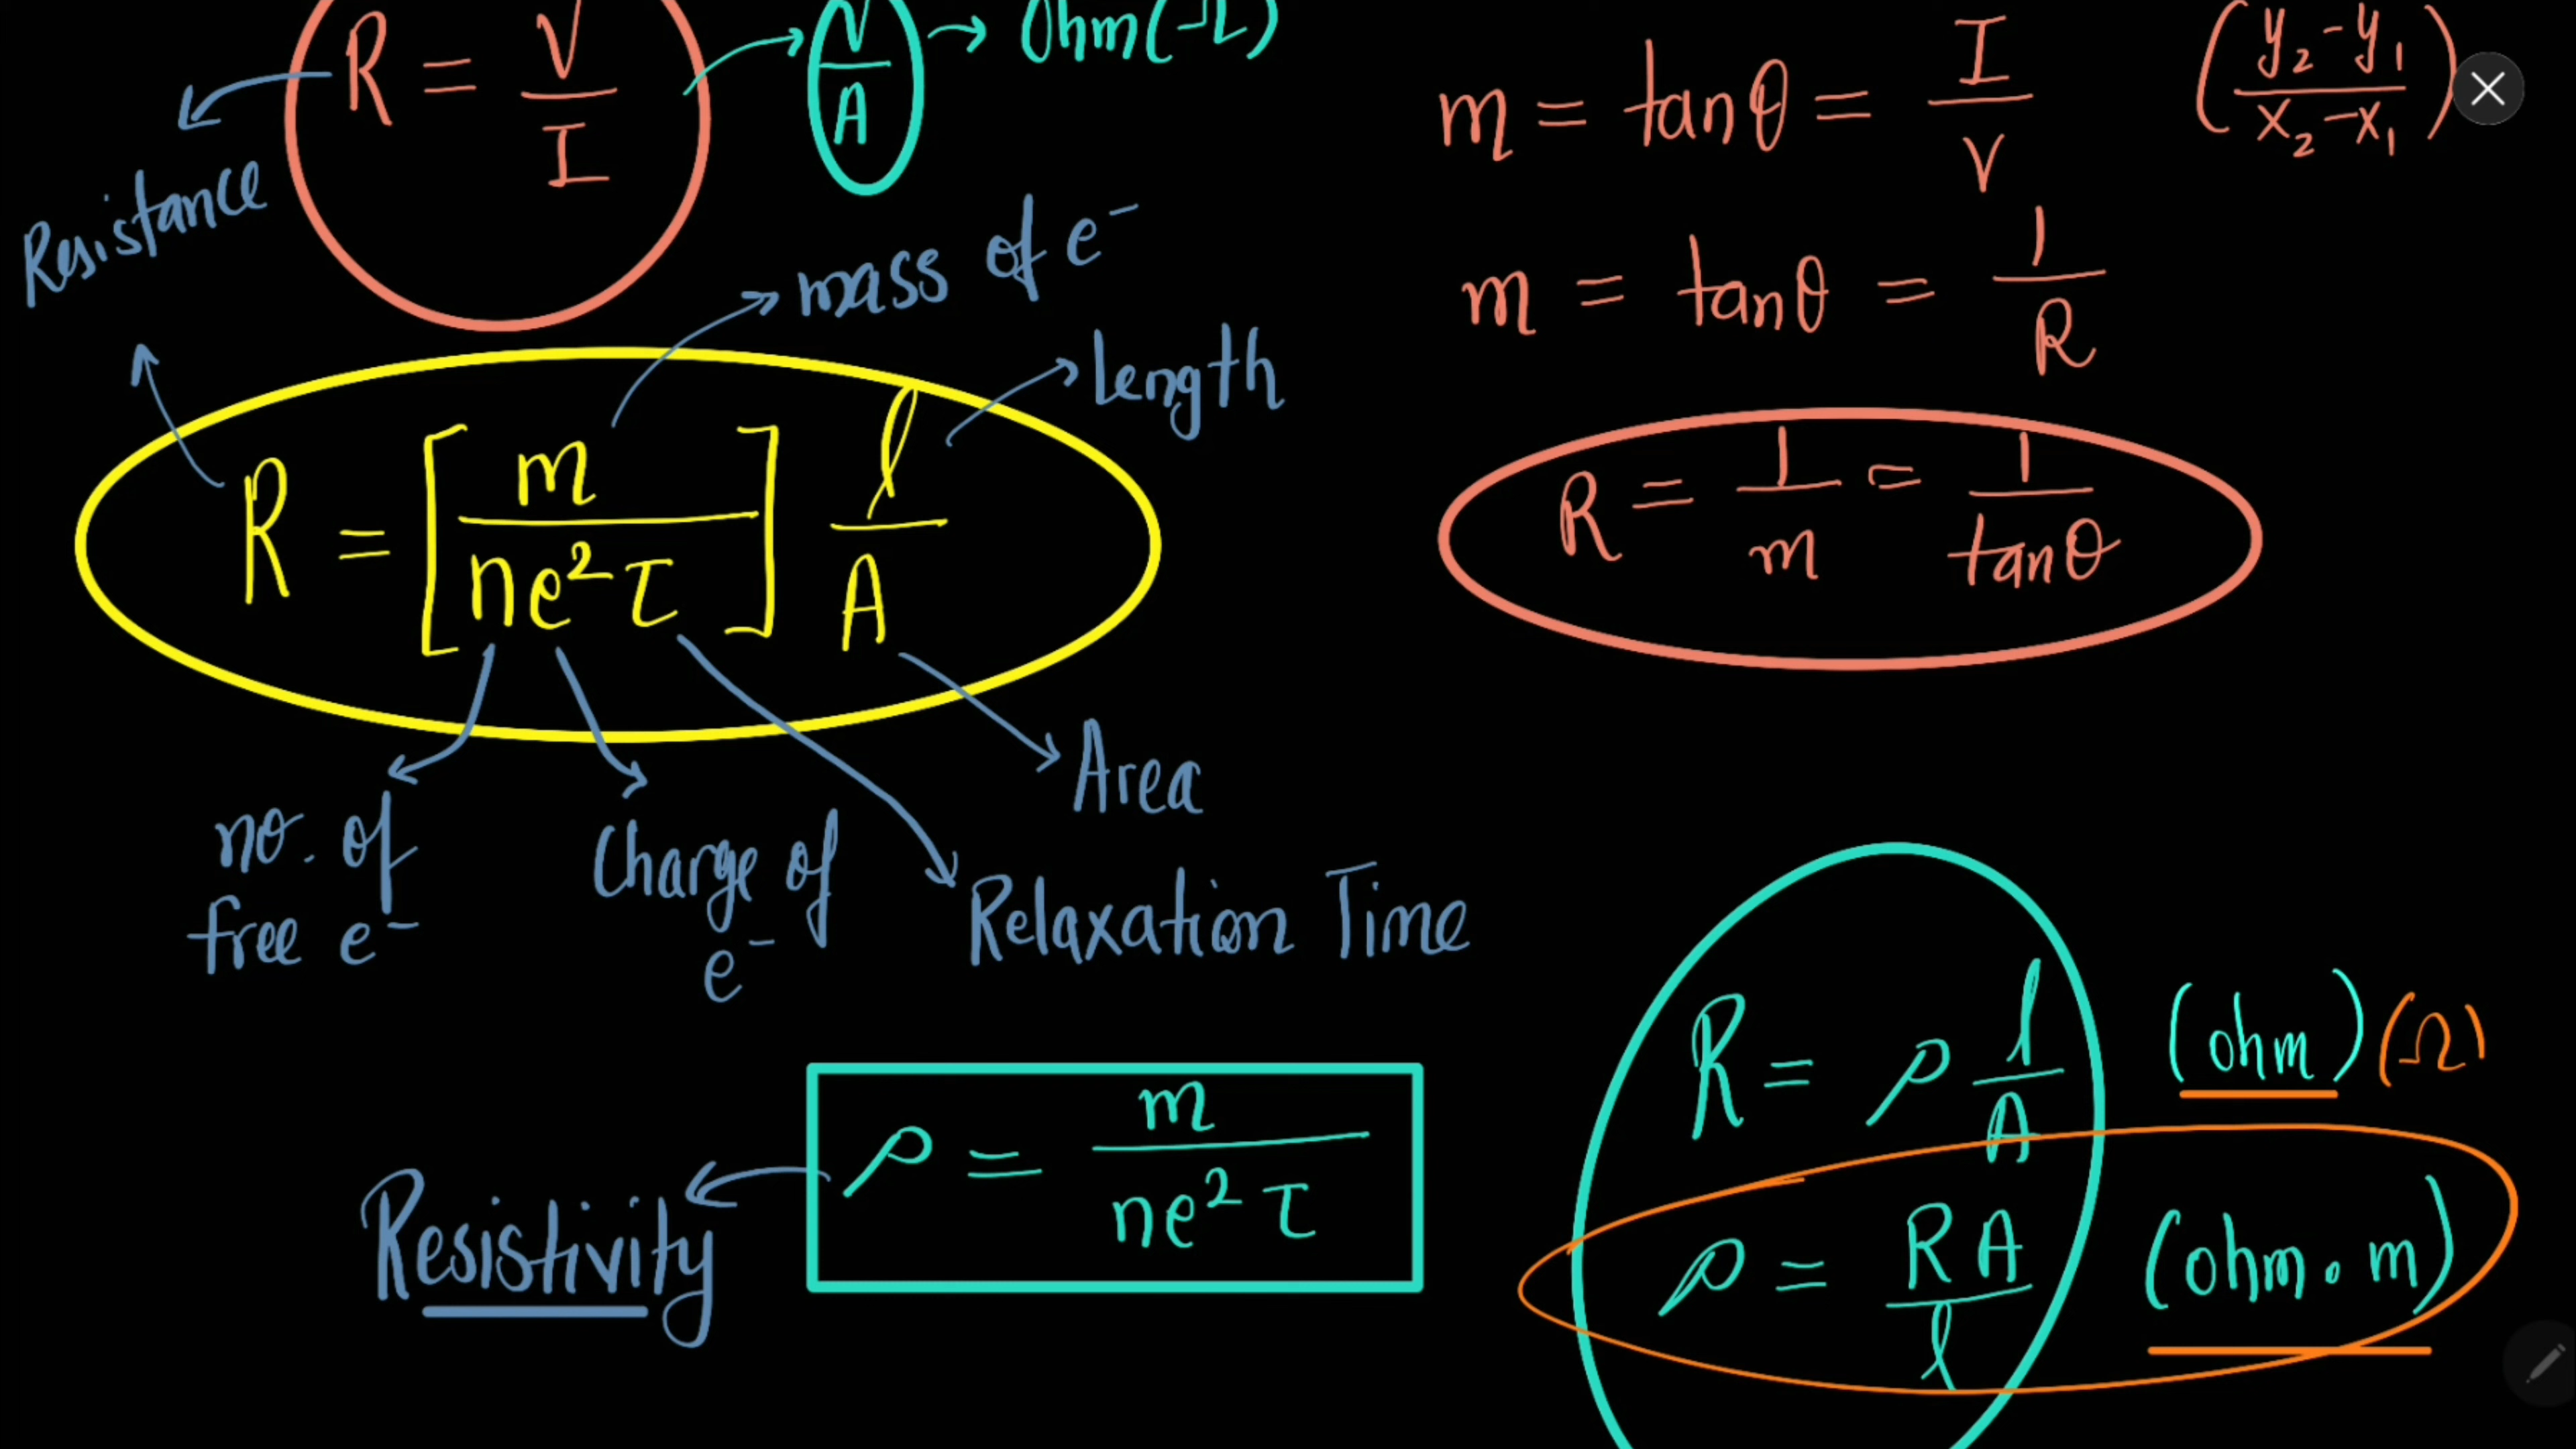 R = V/I → V/A → Ohm(Ω)
Resistance
R = [m/ne²τ] l/A
mass of e⁻
length
no. of
free e⁻
Charge of
e⁻
Relaxation Time
Area
Resistivity
ρ = m/ne²τ
m = tanθ = I/V (y₂-y₁/x₂-x₁)
m = tanθ = 1/R
R = 1/m = 1/tanθ
R = ρ l/A (ohm) (Ω)
ρ = RA/l (ohm.m)